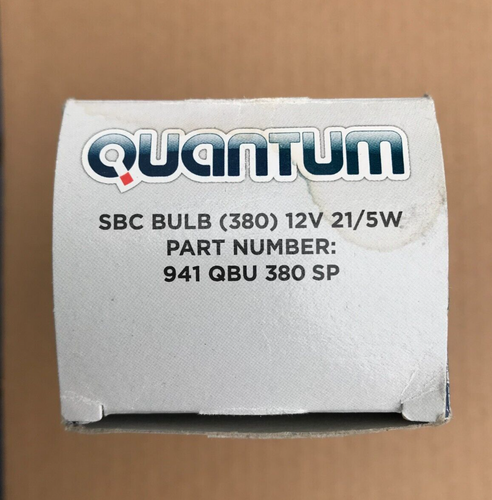 QUANTUM
SBC BULB (380) 12V 21/5W
PART NUMBER:
941 QBU 380 SP